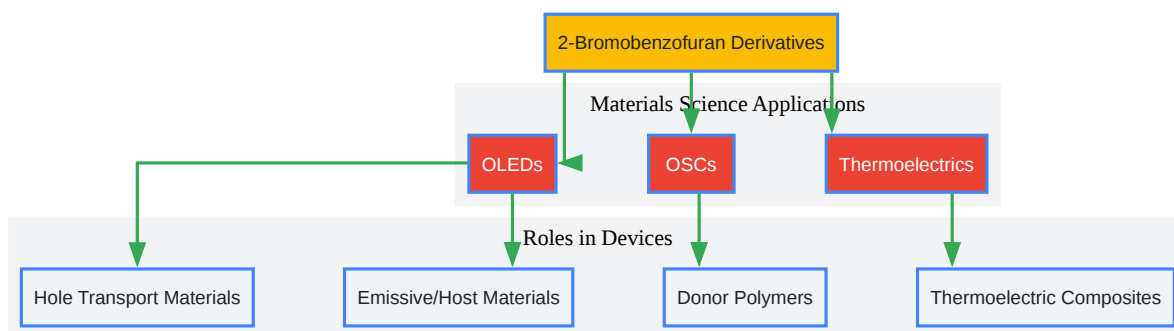 2-Bromobenzofuran Derivatives
Materials Science Applications
OLEDs
OSCs
Thermoelectrics
Roles in Devices
Hole Transport Materials
Emissive/Host Materials
Donor Polymers
Thermoelectric Composites